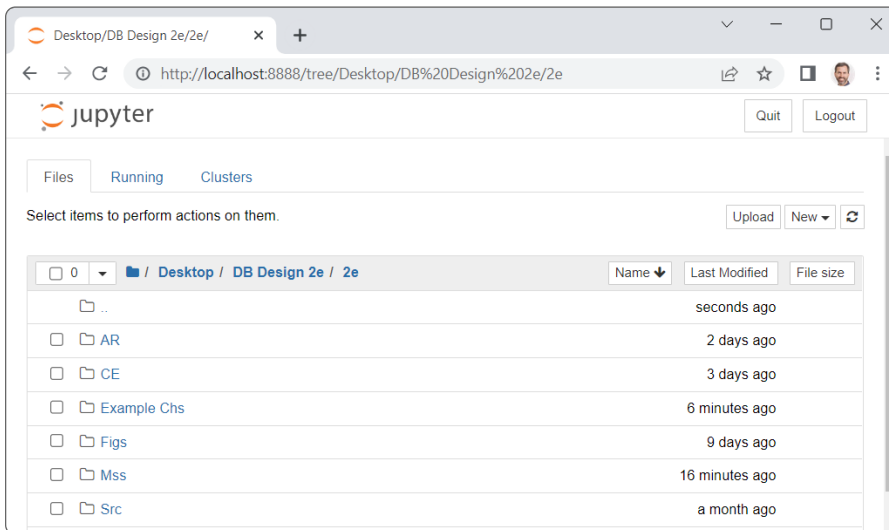 Desktop/DB Design 2e/2e/
http://localhost:8888/tree/Desktop/DB%20Design%202e/2e
jupyter
Quit Logout
Files Running Clusters
Select items to perform actions on them.
Upload New
0 / Desktop / DB Design 2e / 2e Name Last Modified File size
.. seconds ago
AR 2 days ago
CE 3 days ago
Example Chs 6 minutes ago
Figs 9 days ago
Mss 16 minutes ago
Src a month ago